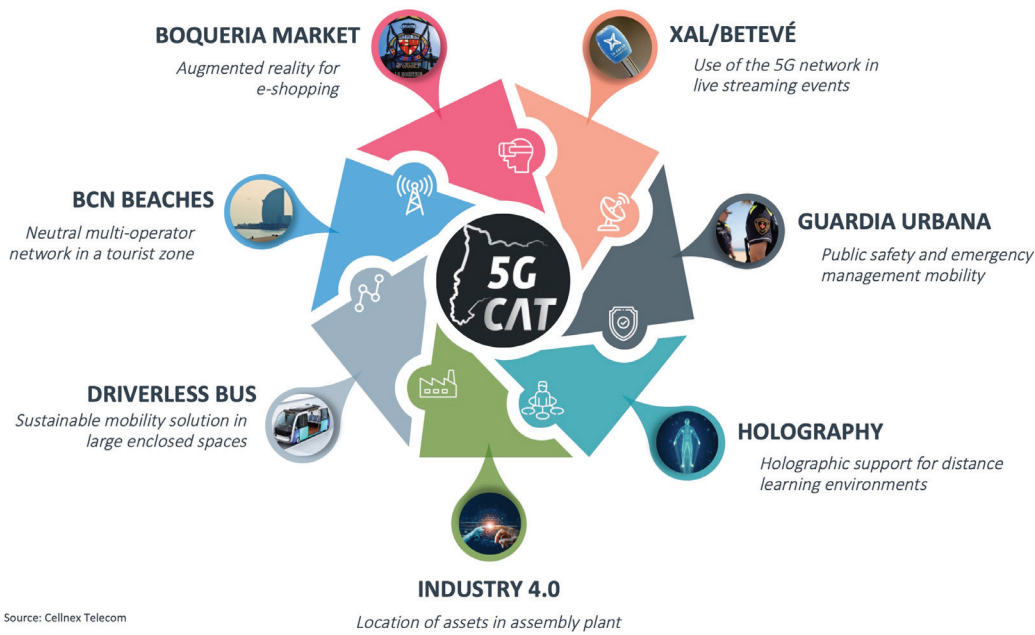 BOQUERIA MARKET
Augmented reality for
e-shopping
XAL/BETEVÉ
Use of the 5G network in
live streaming events
BCN BEACHES
Neutral multi-operator
network in a tourist zone
GUARDIA URBANA
Public safety and emergency
management mobility
5G
CAT
DRIVERLESS BUS
Sustainable mobility solution in
large enclosed spaces
HOLOGRAPHY
Holographic support for distance
learning environments
INDUSTRY 4.0
Location of assets in assembly plant
Source: Cellnex Telecom